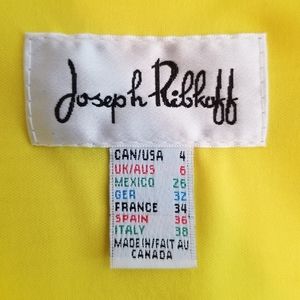 Joseph Ribkoff
CAN/USA 4
UK/AUS 6
MEXICO 26
GER 32
FRANCE 34
SPAIN 36
ITALY 38
MADE IN/FAIT AU
CANADA